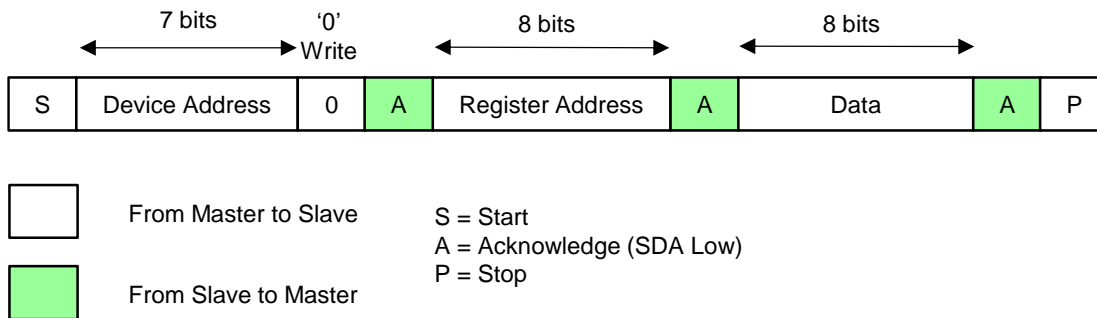 7 bits
‘0’
Write
8 bits
8 bits
S Device Address 0 A Register Address A Data A P
From Master to Slave
From Slave to Master
S = Start
A = Acknowledge (SDA Low)
P = Stop